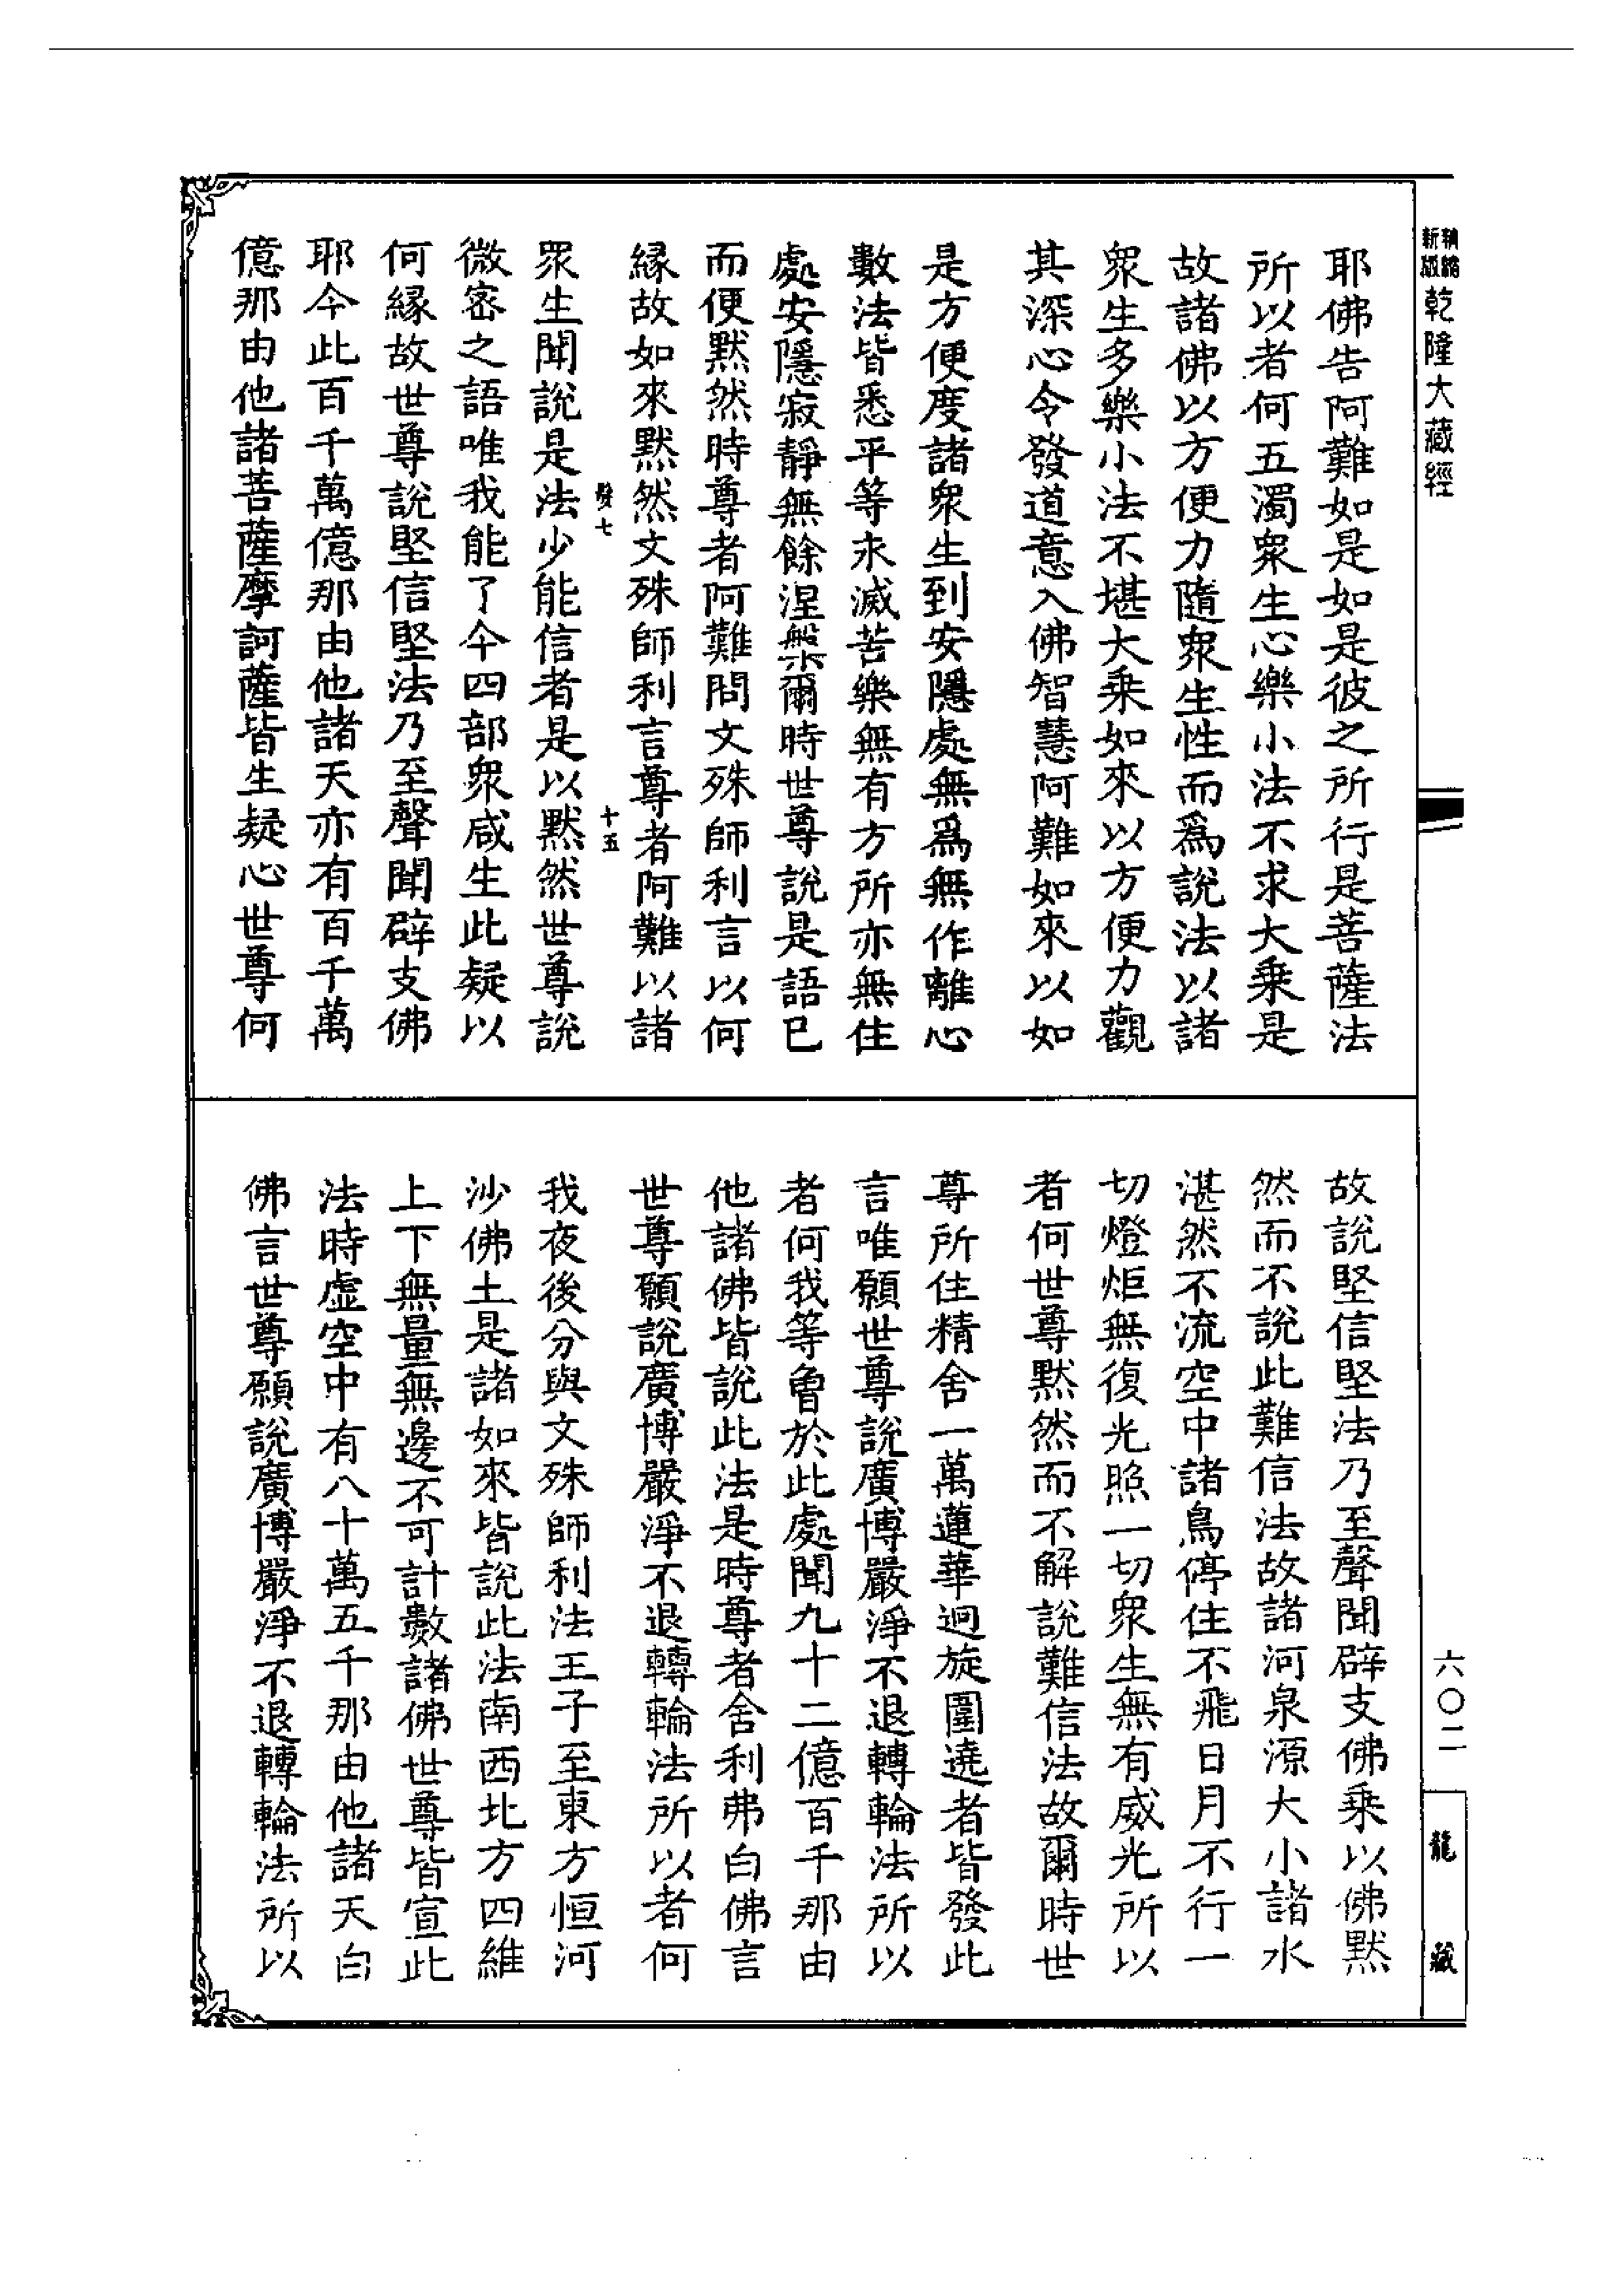 新版精縮乾隆大藏經
耶佛告阿難如是如是彼之所行是菩薩法
所以者何五濁衆生心樂小法不求大乘是
故諸佛以方便力隨衆生性而爲說法以諸
衆生多樂小法不堪大乘如來以方便力觀
其深心令發道意入佛智慧阿難如來以如
是方便度諸衆生到安隱處無爲無作離心
數法皆悉平等永滅苦樂無有方所亦無住
處安隱寂靜無餘涅槃爾時世尊說是語已
而便默然時尊者阿難問文殊師利言以何
緣故如來默然文殊師利言尊者阿難以諸
發七 十五
衆生聞說是法少能信者是以默然世尊說
微密之語唯我能了今四部衆咸生此疑以
何緣故世尊說堅信堅法乃至聲聞辟支佛
耶今此百千萬億那由他諸天亦有百千萬
億那由他諸菩薩摩訶薩皆生疑心世尊何
故說堅信堅法乃至聲聞辟支佛乘以佛默
然而不說此難信法故諸河泉源大小諸水
湛然不流空中諸鳥停住不飛日月不行一
切燈炬無復光照一切衆生無有威光所以
者何世尊默然而不解說難信法故爾時世
尊所住精舍一萬蓮華迴旋圍遶者皆發此
言唯願世尊說廣博嚴淨不退轉輪法所以
者何我等曾於此處聞九十二億百千那由
他諸佛皆說此法是時尊者舍利弗白佛言
世尊願說廣博嚴淨不退轉輪法所以者何
我夜後分與文殊師利法王子至東方恒河
沙佛土是諸如來皆說此法南西北方四維
上下無量無邊不可計數諸佛世尊皆宣此
法時虛空中有八十萬五千那由他諸天白
佛言世尊願說廣博嚴淨不退轉輪法所以
六〇二
龍藏